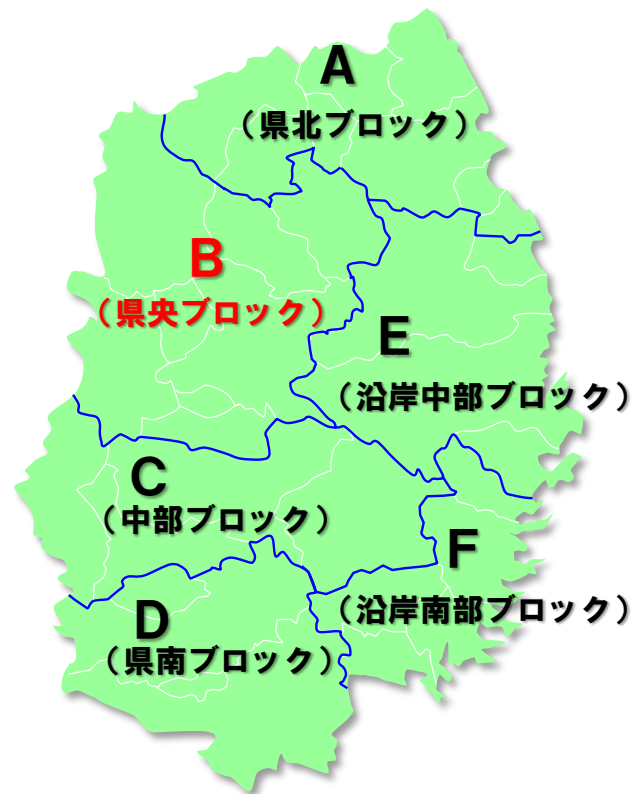 A
（県北ブロック）
B
（県央ブロック）
E
（沿岸中部ブロック）
C
（中部ブロック）
F
（沿岸南部ブロック）
D
（県南ブロック）